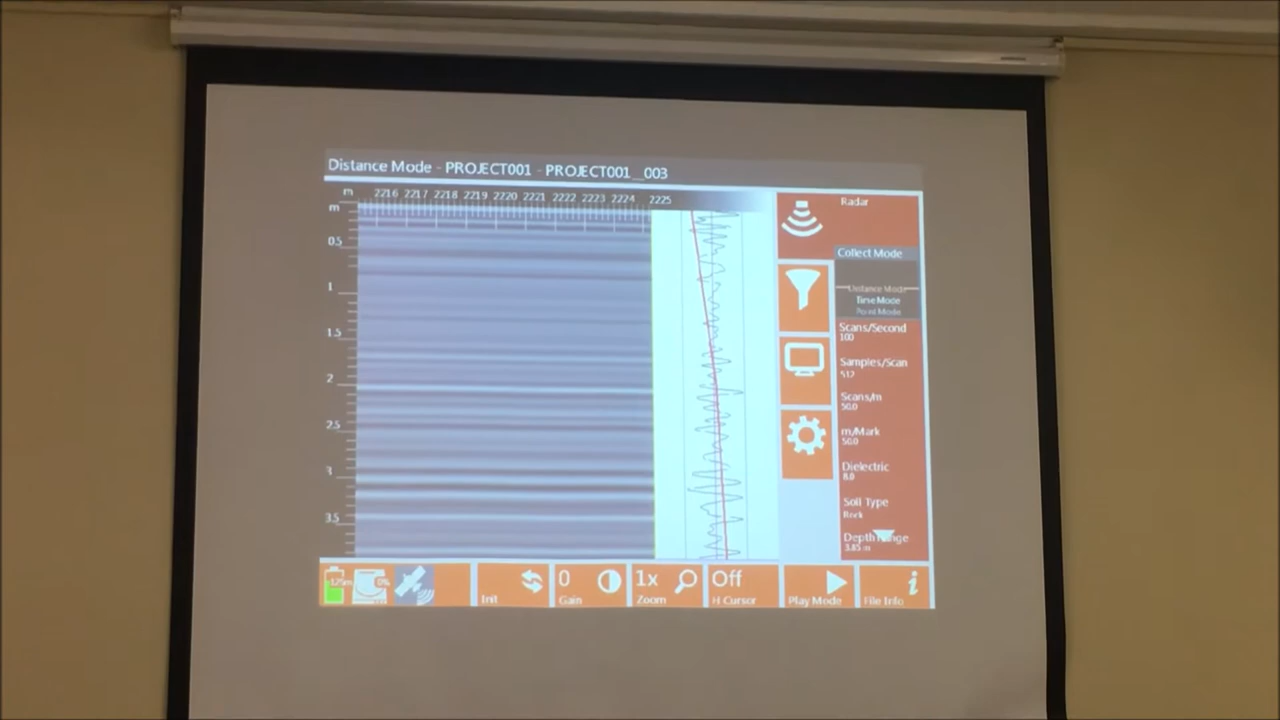 Distance Mode - PROJECT001 - PROJECT001__003
m 2216 2217 2218 2219 2220 2221 2222 2223 2224 2225
m
0.5
1
1.5
2
2.5
3
3.5
Radar
Collect Mode
Distance Mode
Time Mode
Point Mode
Scans/Second
100
Samples/Scan
512
Scans/m
50.0
m/Mark
50.0
Dielectric
8.0
Soil Type
Rock
Depth
3.85 m
0%
Init
0
Gain
1x
Zoom
Off
H Cursor
Play Mode
i
File Info